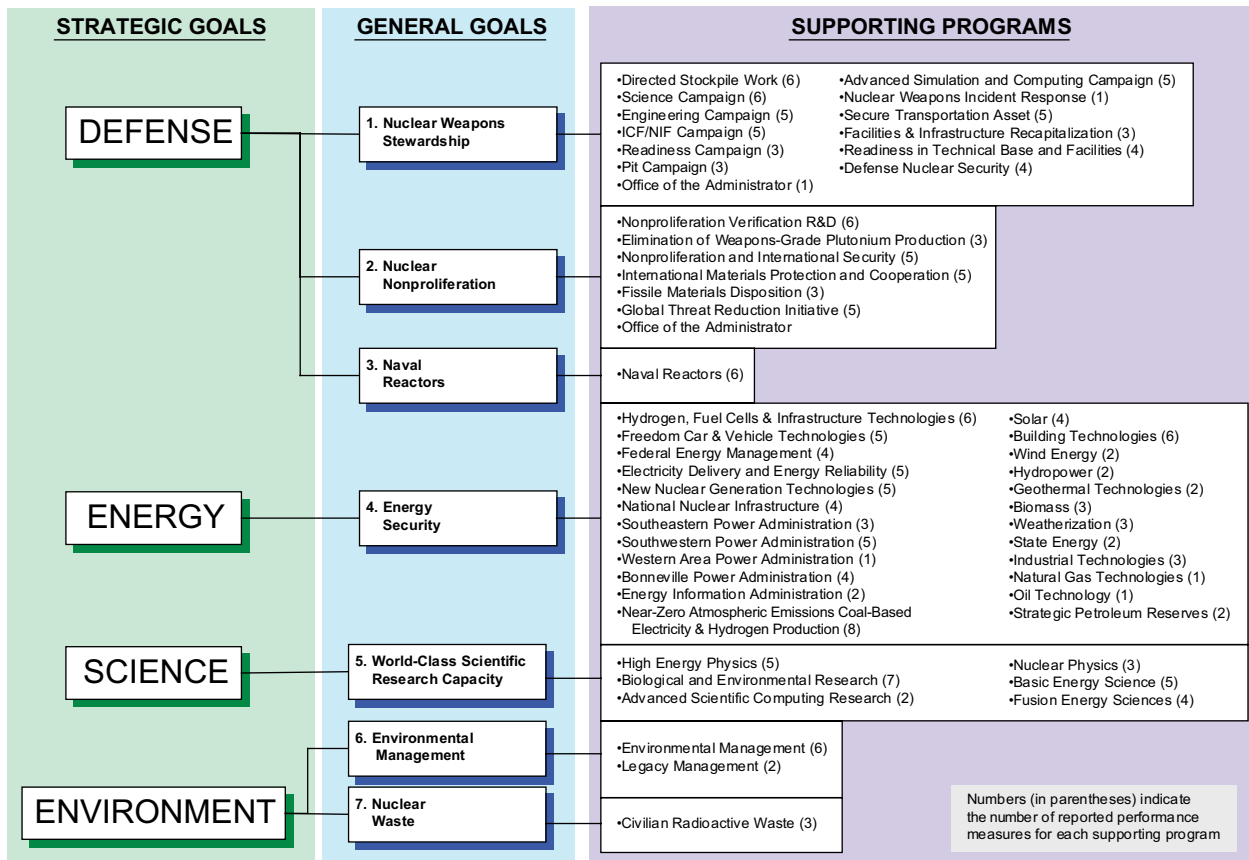 STRATEGIC GOALS
GENERAL GOALS
SUPPORTING PROGRAMS
DEFENSE
1. Nuclear Weapons
Stewardship
•Directed Stockpile Work (6)
•Science Campaign (6)
•Engineering Campaign (5)
•ICF/NIF Campaign (5)
•Readiness Campaign (3)
•Pit Campaign (3)
•Office of the Administrator (1)
•Advanced Simulation and Computing Campaign (5)
•Nuclear Weapons Incident Response (1)
•Secure Transportation Asset (5)
•Facilities & Infrastructure Recapitalization (3)
•Readiness in Technical Base and Facilities (4)
•Defense Nuclear Security (4)
2. Nuclear
Nonproliferation
•Nonproliferation Verification R&D (6)
•Elimination of Weapons-Grade Plutonium Production (3)
•Nonproliferation and International Security (5)
•International Materials Protection and Cooperation (5)
•Fissile Materials Disposition (3)
•Global Threat Reduction Initiative (5)
•Office of the Administrator
3. Naval
Reactors
•Naval Reactors (6)
ENERGY
4. Energy
Security
•Hydrogen, Fuel Cells & Infrastructure Technologies (6)
•Freedom Car & Vehicle Technologies (5)
•Federal Energy Management (4)
•Electricity Delivery and Energy Reliability (5)
•New Nuclear Generation Technologies (5)
•National Nuclear Infrastructure (4)
•Southeastern Power Administration (3)
•Southwestern Power Administration (5)
•Western Area Power Administration (1)
•Bonneville Power Administration (4)
•Energy Information Administration (2)
•Near-Zero Atmospheric Emissions Coal-Based
Electricity & Hydrogen Production (8)
•Solar (4)
•Building Technologies (6)
•Wind Energy (2)
•Hydropower (2)
•Geothermal Technologies (2)
•Biomass (3)
•Weatherization (3)
•State Energy (2)
•Industrial Technologies (3)
•Natural Gas Technologies (1)
•Oil Technology (1)
•Strategic Petroleum Reserves (2)
SCIENCE
5. World-Class Scientific
Research Capacity
•High Energy Physics (5)
•Biological and Environmental Research (7)
•Advanced Scientific Computing Research (2)
•Nuclear Physics (3)
•Basic Energy Science (5)
•Fusion Energy Sciences (4)
ENVIRONMENT
6. Environmental
Management
•Environmental Management (6)
•Legacy Management (2)
7. Nuclear
Waste
•Civilian Radioactive Waste (3)
Numbers (in parentheses) indicate
the number of reported performance
measures for each supporting program